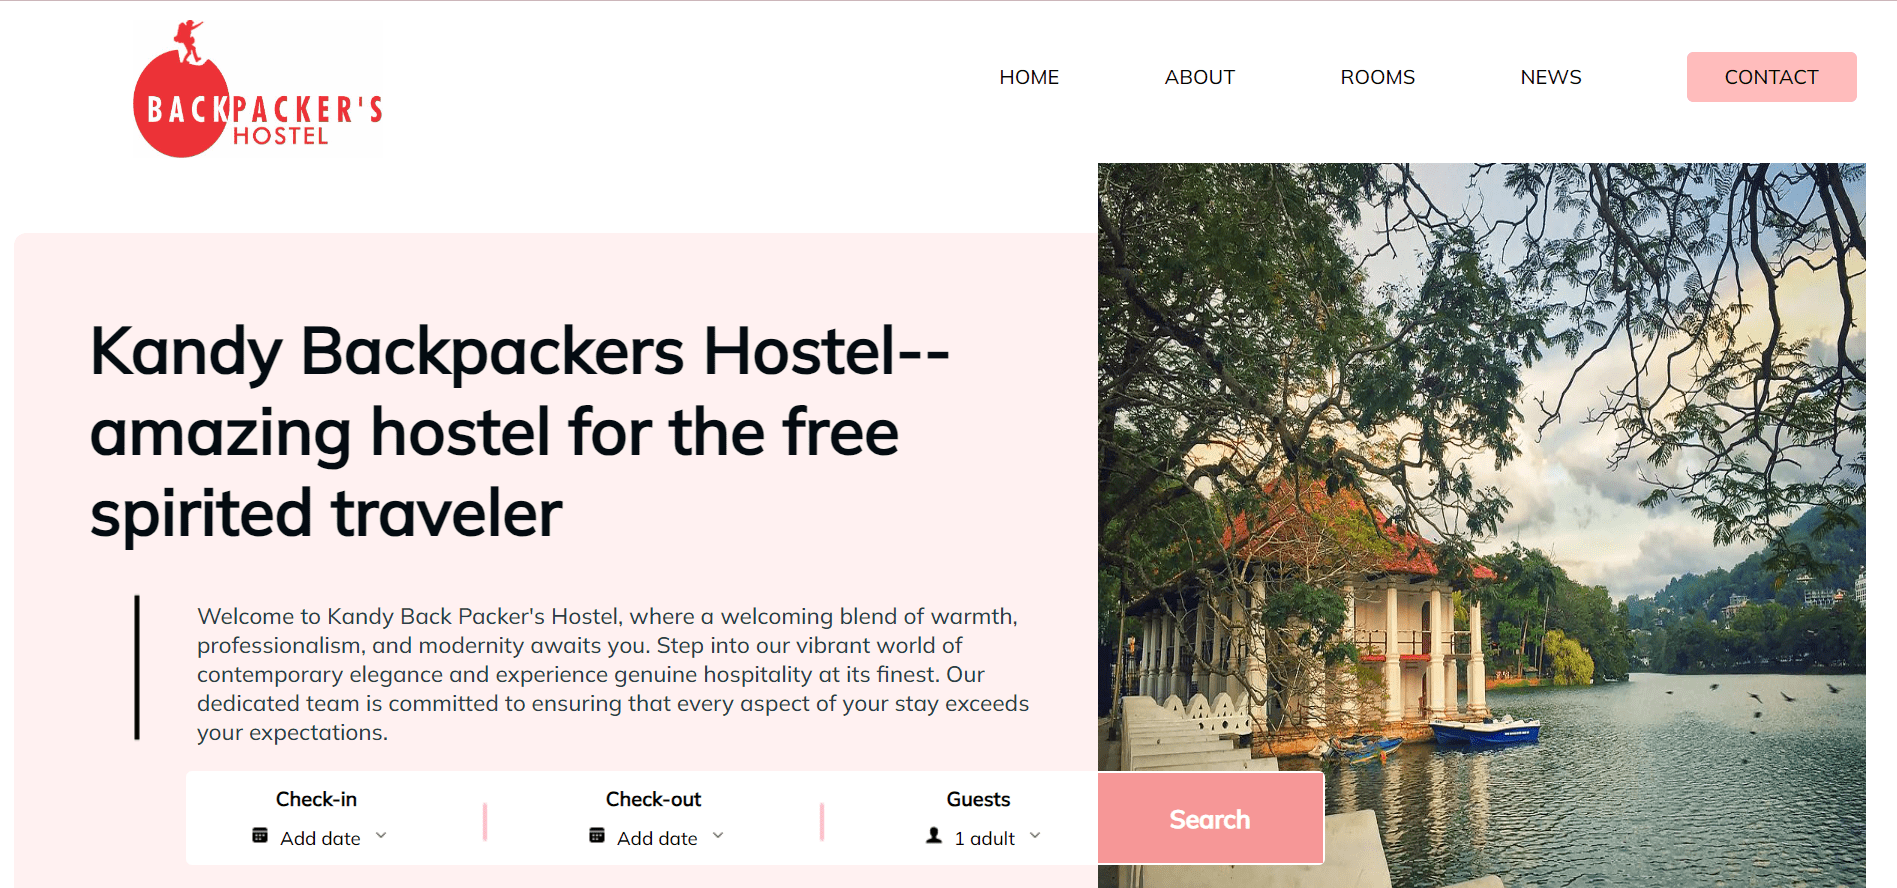 BACKPACKER'S
HOSTEL
HOME ABOUT ROOMS NEWS CONTACT
Kandy Backpackers Hostel--
amazing hostel for the free
spirited traveler
Welcome to Kandy Back Packer's Hostel, where a welcoming blend of warmth,
professionalism, and modernity awaits you. Step into our vibrant world of
contemporary elegance and experience genuine hospitality at its finest. Our
dedicated team is committed to ensuring that every aspect of your stay exceeds
your expectations.
Check-in Check-out Guests
Add date Add date 1 adult
Search